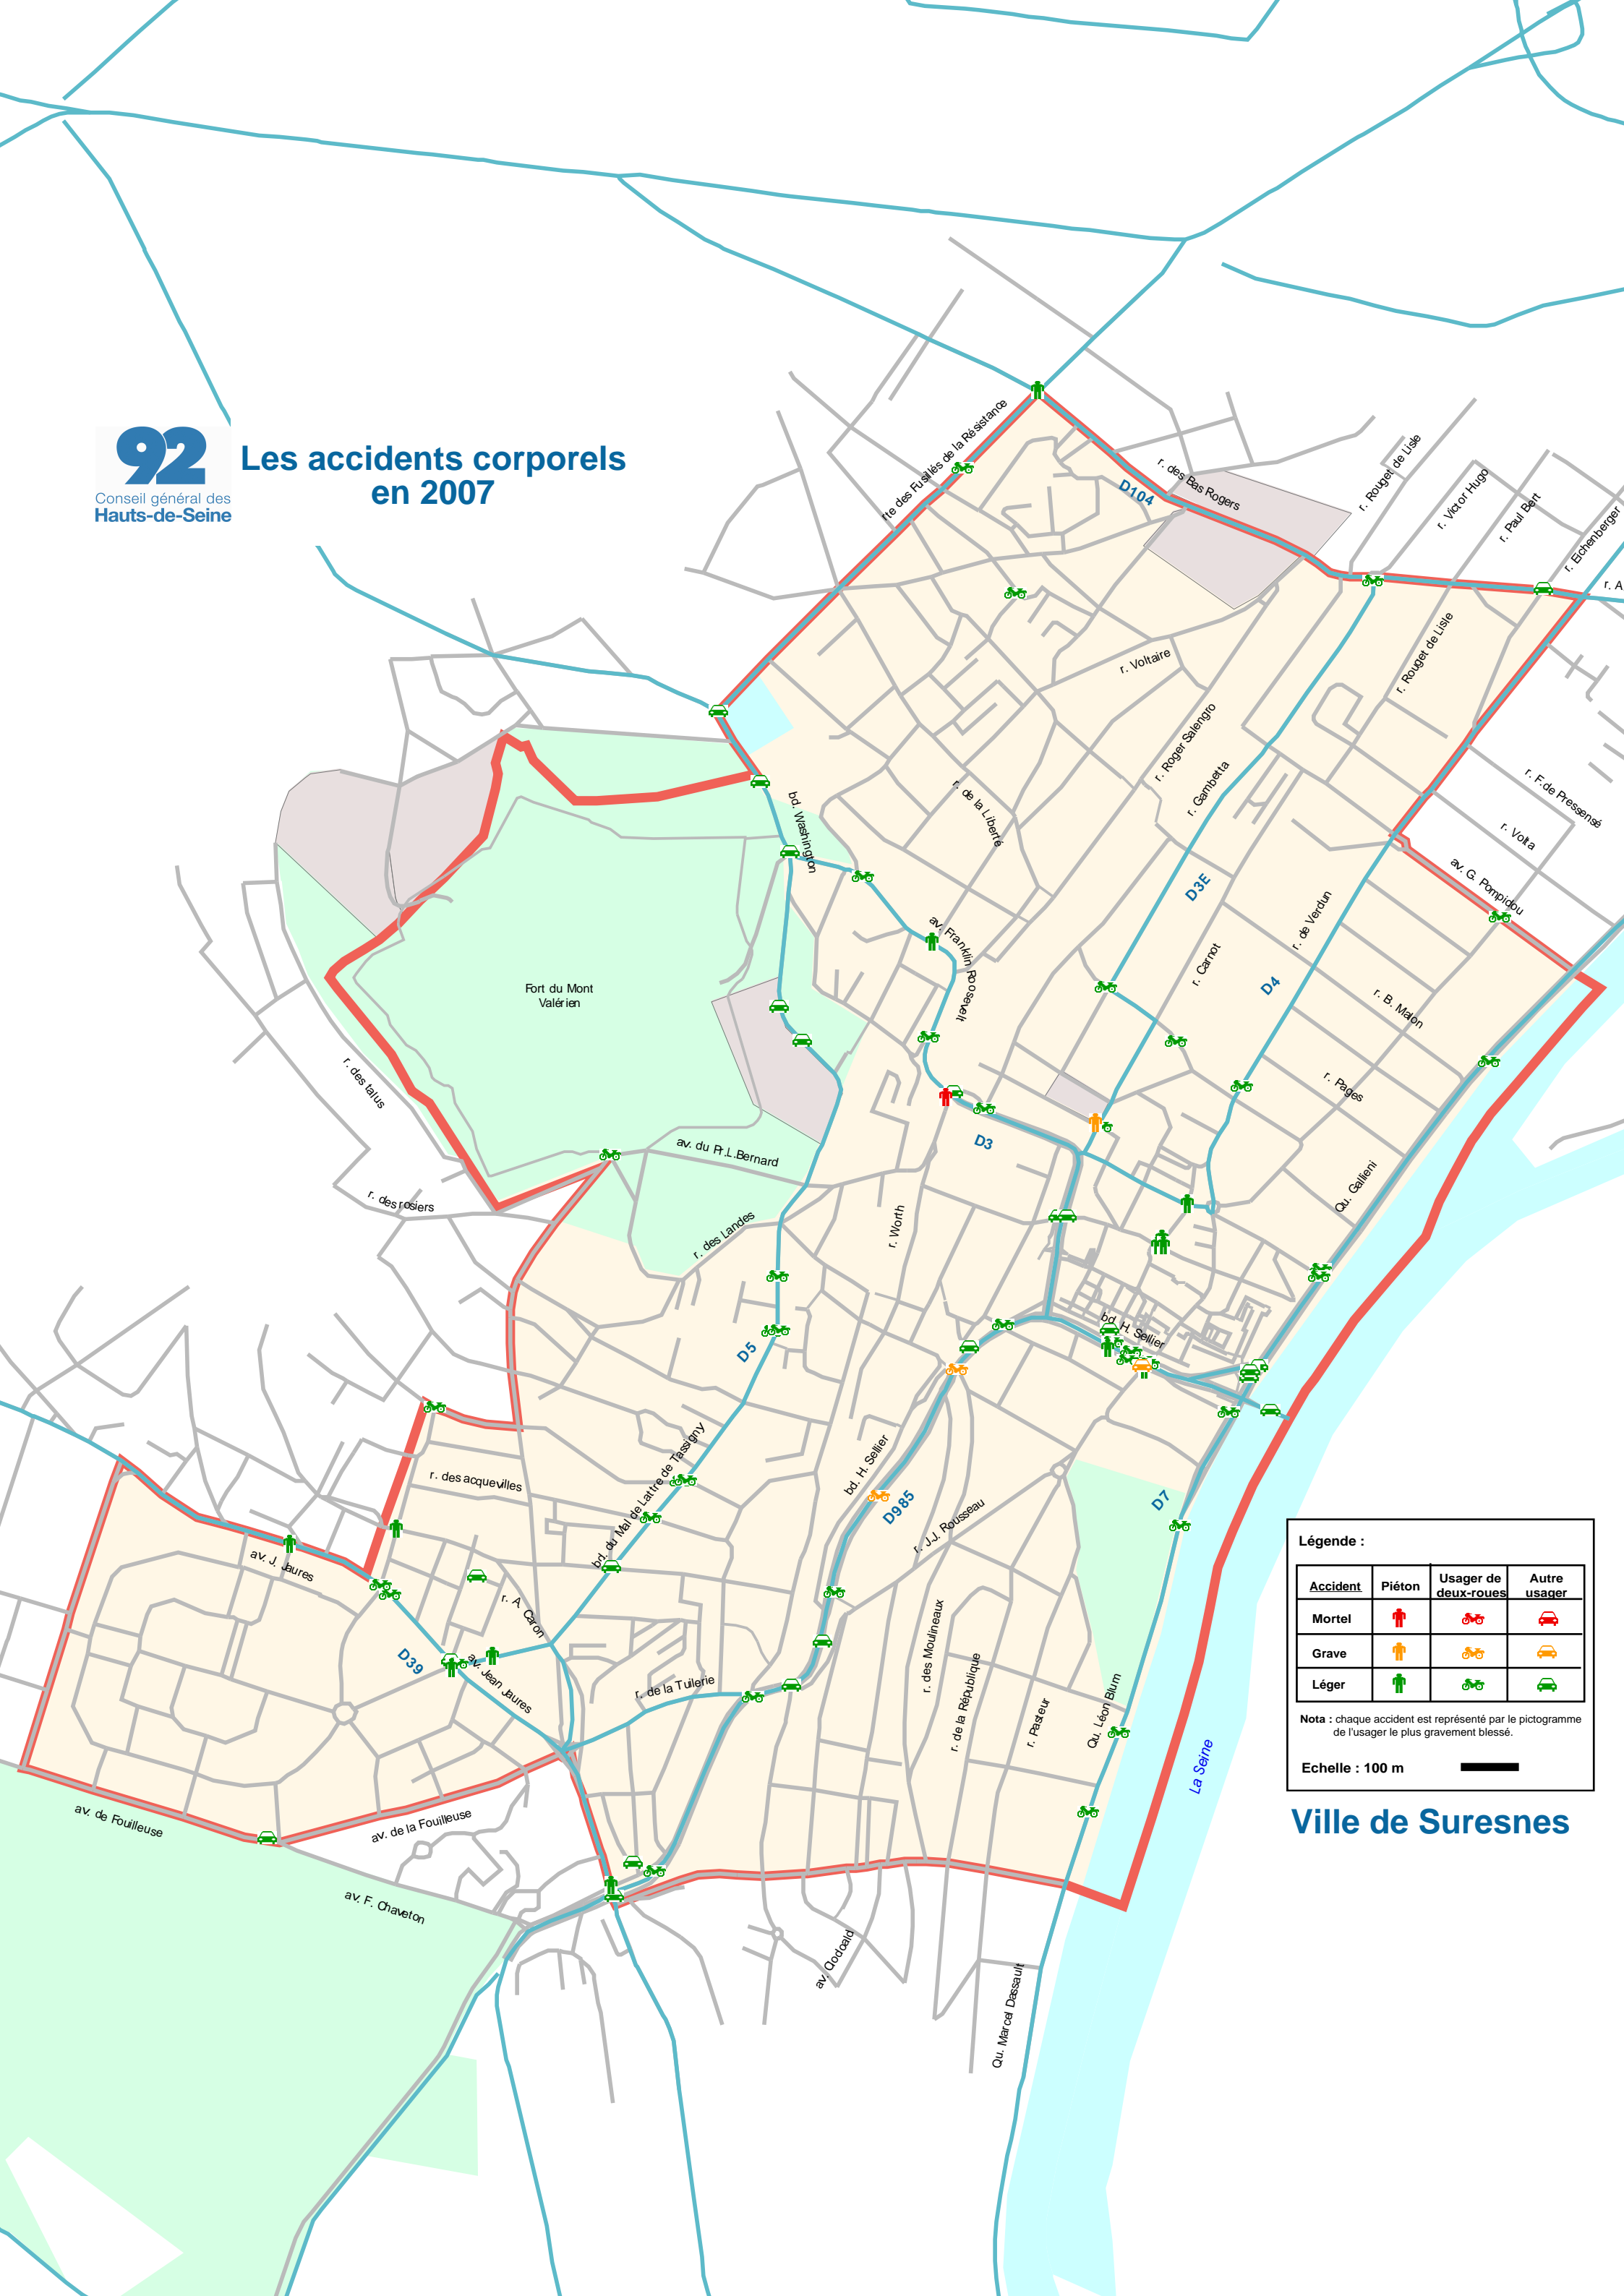 92
Conseil général des
Hauts-de-Seine
Les accidents corporels
en 2007
rte des Fusillés de la Résistance
D104
r. des Bas Rogers
r. Rouget de Lisle
r. Victor Hugo
r. Paul Bert
r. Eichenberger
r. A
r. Voltaire
r. Rouget de Lisle
r. Roger Salengro
r. Gambetta
r. F.de Pressensé
r. Volta
av. G. Pompidou
bd. Washington
r. de la Liberté
D3E
r. de Verdun
av. Franklin Roosevelt
r. Carnot
D4
r. B. Malon
Fort du Mont
Valérien
r. des talus
r. Pages
D3
av. du Pr.L.Bernard
r. des rosiers
Qu. Gallieni
r. des Landes
r. Worth
bd. H. Sellier
D5
bd. du Mal de Lattre de Tassigny
bd. H. Sellier
r. des acquevilles
D985
D7
r. J.J. Rousseau
av. J. Jaures
r. A. Caron
D39
av. Jean Jaures
r. de la Tuilerie
r. des Moulineaux
r. de la République
r. Pasteur
Qu. Léon Blum
La Seine
av. de Fouilleuse
av. de la Fouilleuse
av. F. Chaveton
av. Clodoald
Qu. Marcel Dassault
Légende :
Accident Piéton Usager de deux-roues Autre usager
Mortel
Grave
Léger
Nota : chaque accident est représenté par le pictogramme
de l'usager le plus gravement blessé.
Echelle : 100 m
Ville de Suresnes